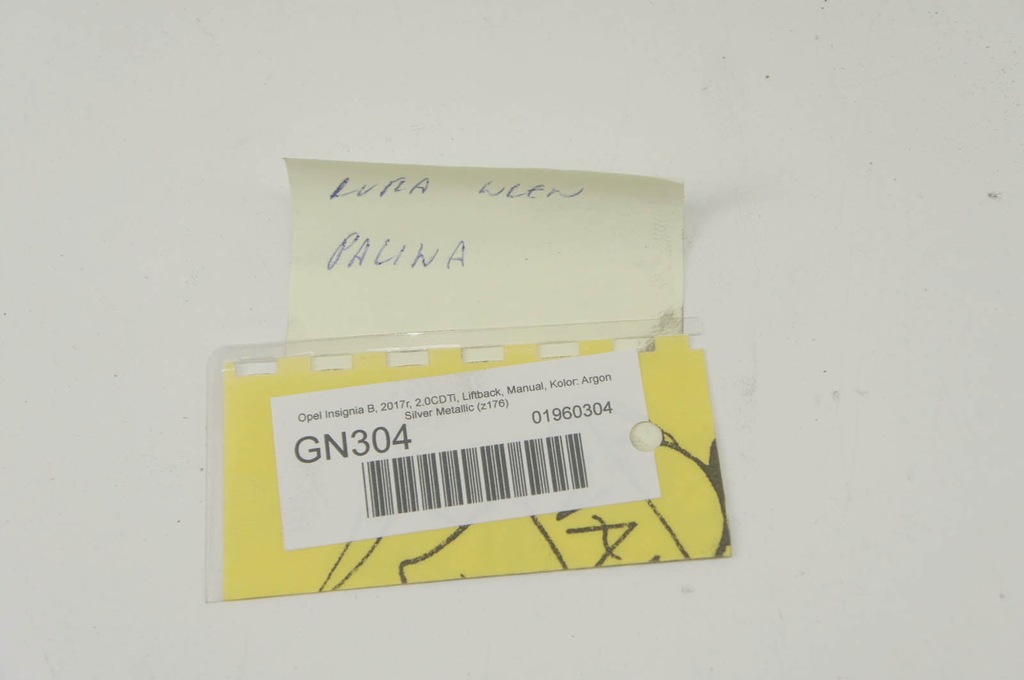 RURA WLEW
PALIWA
Opel Insignia B, 2017r, 2.0CDTi, Liftback, Manual, Kolor: Argon
Silver Metallic (z176)
GN304 01960304